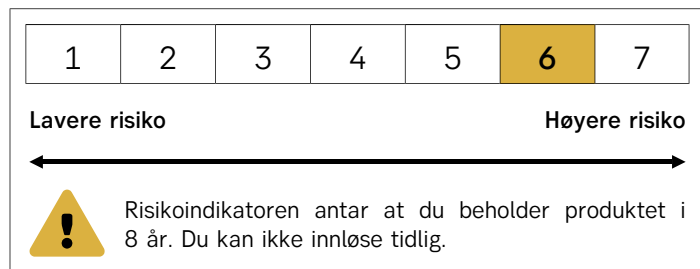 1 2 3 4 5 6 7
Lavere risiko Høyere risiko
Risikoindikatoren antar at du beholder produktet i
8 år. Du kan ikke innløse tidlig.